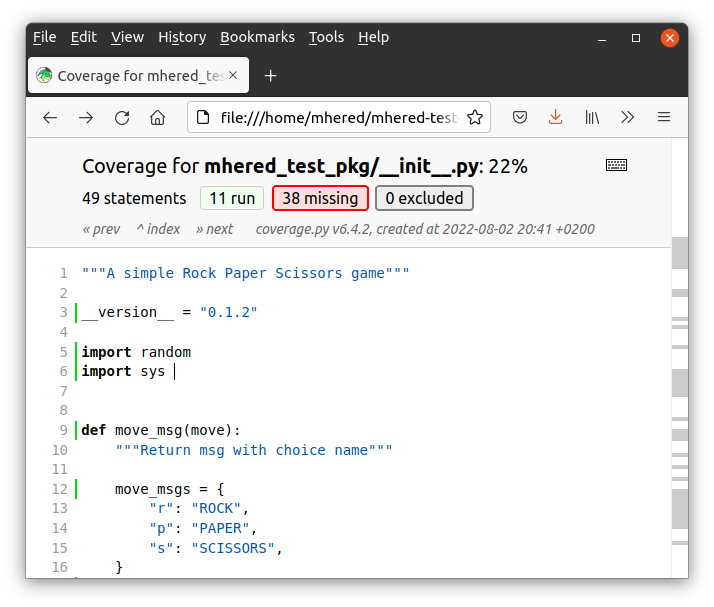 File Edit View History Bookmarks Tools Help
Coverage for mhered_tes
file:///home/mhered/mhered-test-
Coverage for mhered_test_pkg/__init__.py: 22%
49 statements 11 run 38 missing 0 excluded
« prev ^ index » next coverage.py v6.4.2, created at 2022-08-02 20:41 +0200
1 """A simple Rock Paper Scissors game"""
2
3 __version__ = "0.1.2"
4
5 import random
6 import sys
7
8
9 def move_msg(move):
10 """Return msg with choice name"""
11
12 move_msgs = {
13 "r": "ROCK",
14 "p": "PAPER",
15 "s": "SCISSORS",
16 }